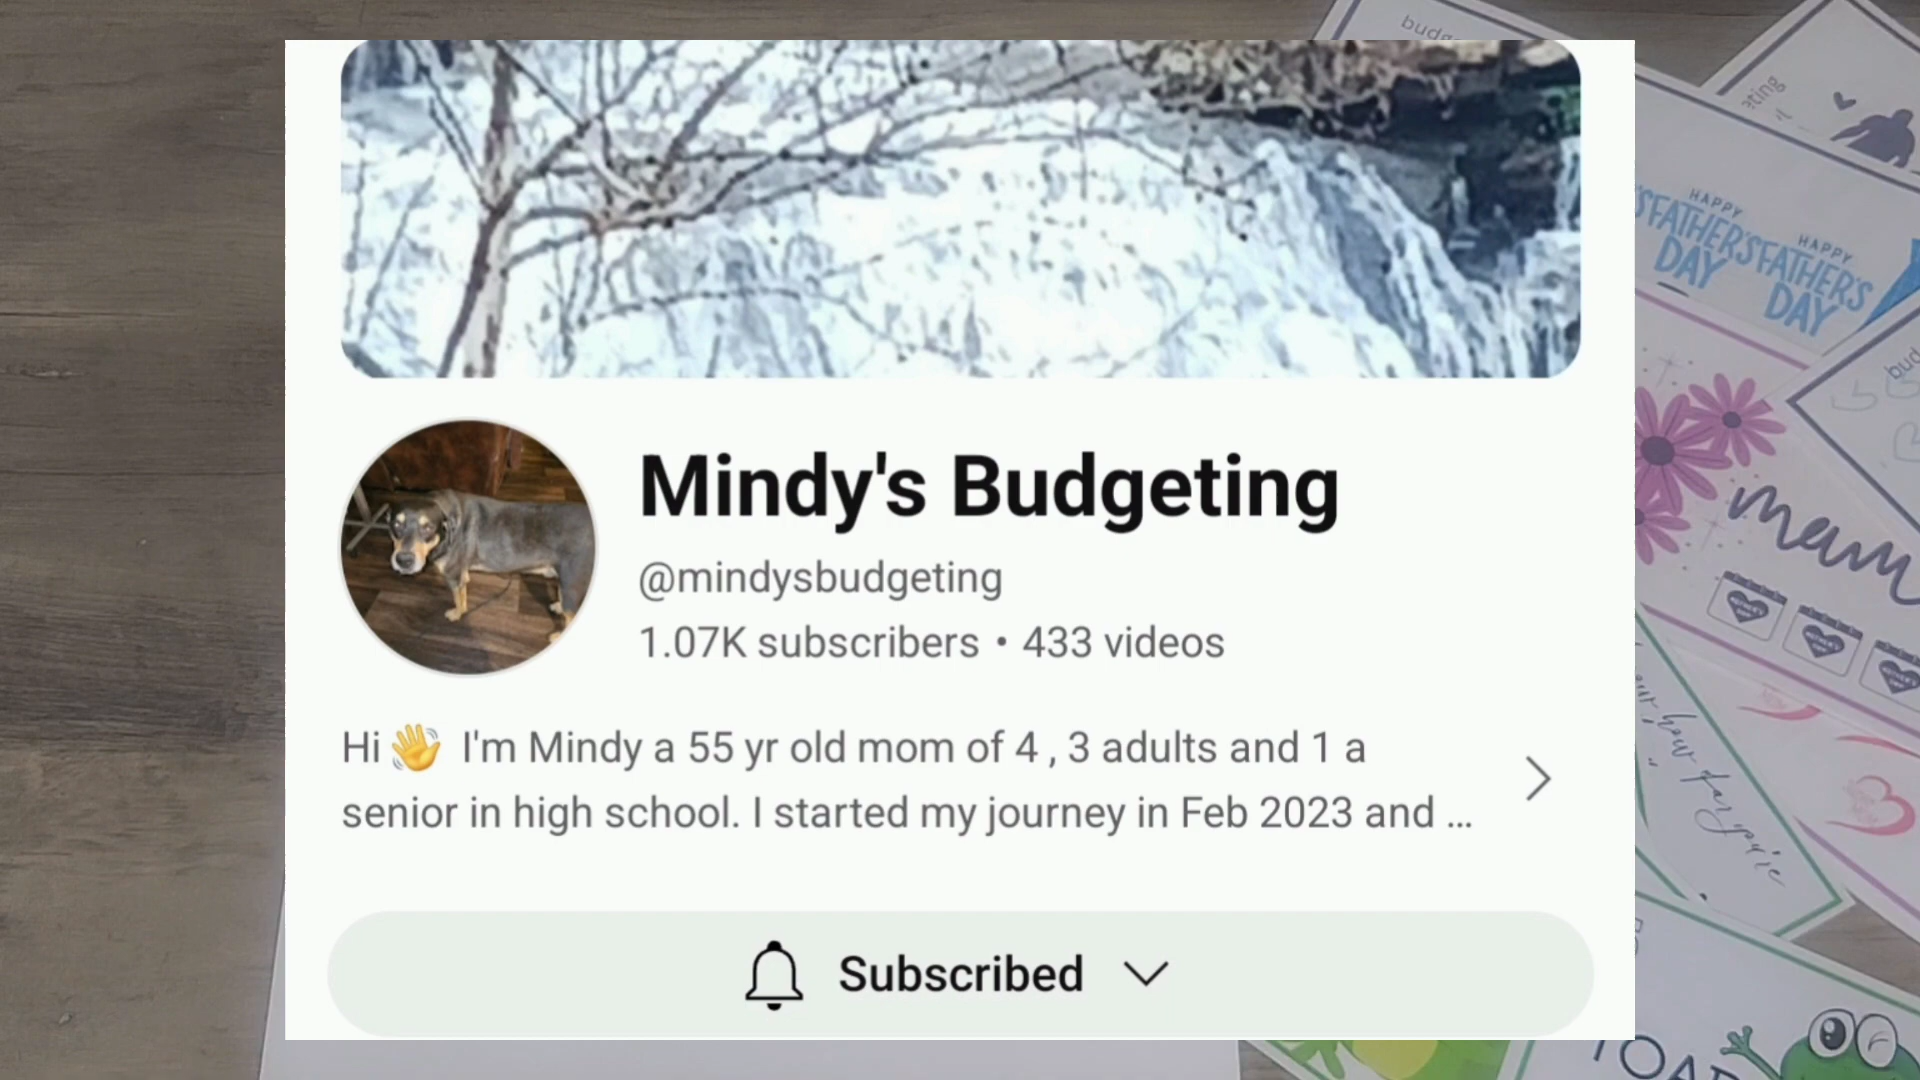 Mindy's Budgeting
@mindysbudgeting
1.07K subscribers • 433 videos
Hi 👋 I'm Mindy a 55 yr old mom of 4 , 3 adults and 1 a
senior in high school. I started my journey in Feb 2023 and ...
Subscribed
HAPPY
FATHER'S
DAY
HAPPY
FATHER'S
DAY
mam
TOAD